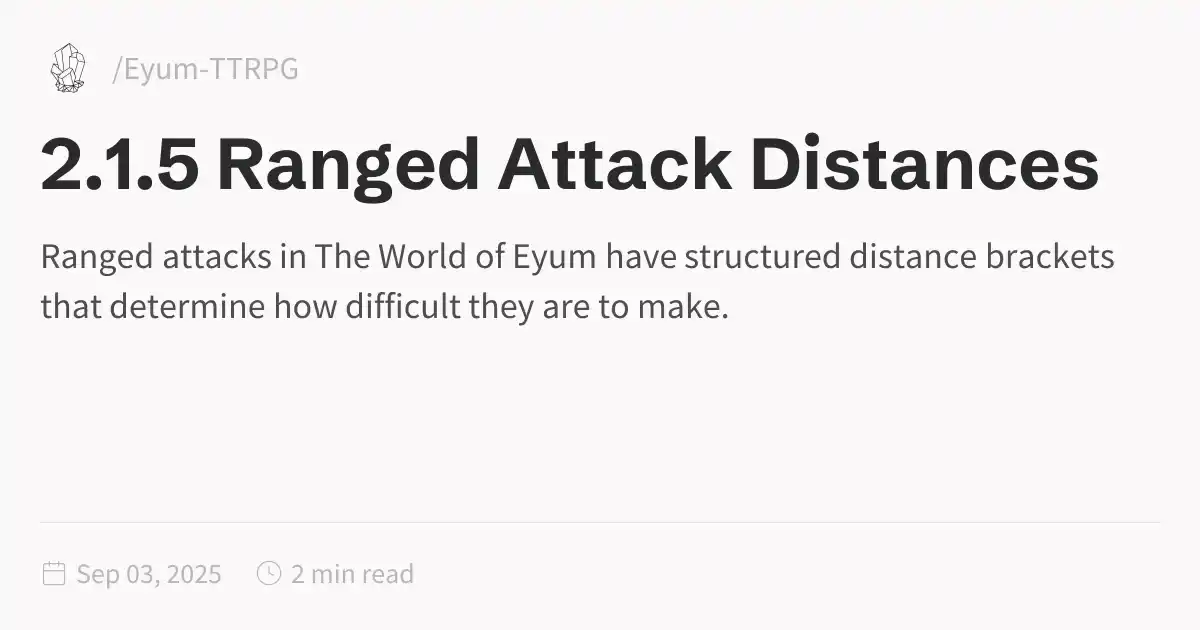 /Eyum-TTRPG
2.1.5 Ranged Attack Distances
Ranged attacks in The World of Eyum have structured distance brackets
that determine how difficult they are to make.
Sep 03, 2025 2 min read